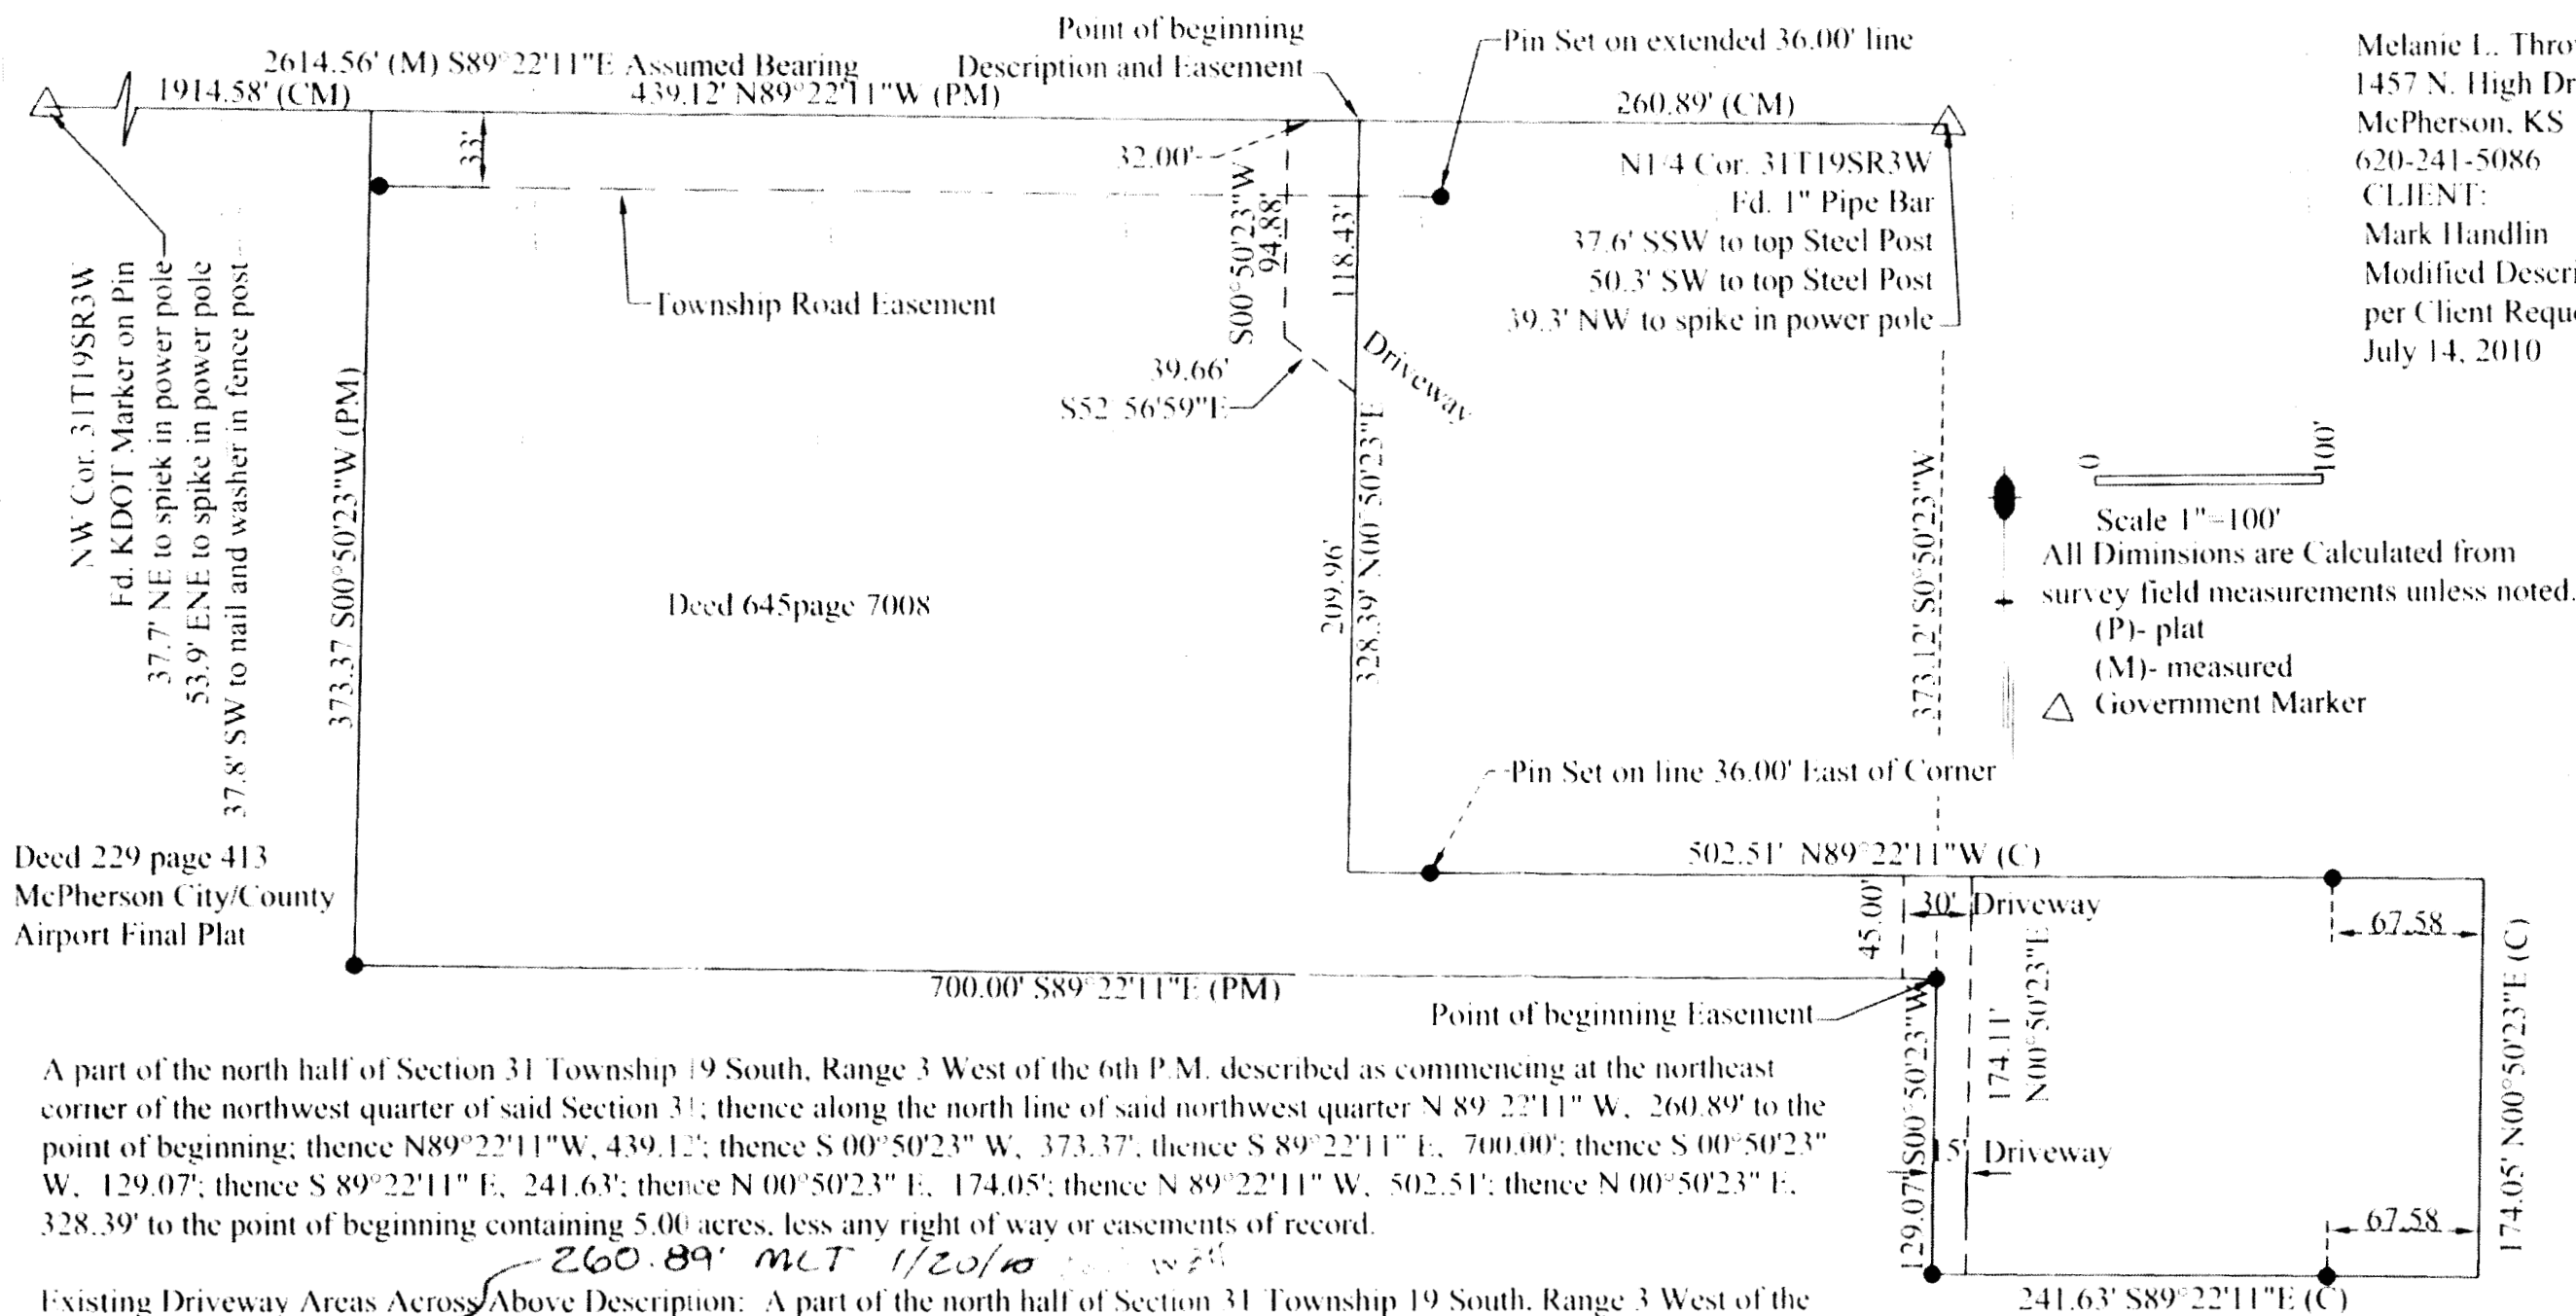 Point of beginning
Description and Easement
Pin Set on extended 36.00' line
2614.56' (M) S89°22'11"E Assumed Bearing
1914.58' (CM)
439.12' N89°22'11"W (PM)
260.89' (CM)
33'
32.00'
S00°50'23"W
94.88'
118.43'
N1/4 Cor. 31T19SR3W
Fd. 1" Pipe Bar
37.6' SSW to top Steel Post
50.3' SW to top Steel Post
39.3' NW to spike in power pole
Melanie L.
1457 N. High
McPherson, KS
620-241-5086
CLIENT:
Mark Handlin
Modified
per Client
July 14, 2010
NW Cor. 31T19SR3W
Fd. KDOT Marker on Pin
37.7' NE to spiek in power pole
53.9' ENE to spike in power pole
37.8' SW to nail and washer in fence post
Township Road Easement
39.66'
S52°56'59"E
Driveway
373.37 S00°50'23"W (PM)
Deed 645page 7008
209.96'
328.39' N00°50'23"E
373.12' S0°50'23"W
0
100'
Scale 1"=100'
All Diminsions are Calculated from
survey field measurements unless noted.
(P)- plat
(M)- measured
Government Marker
Pin Set on line 36.00' East of Corner
Deed 229 page 413
McPherson City/County
Airport Final Plat
502.51' N89°22'11"W (C)
45.00'
30' Driveway
67.58
700.00' S89°22'11"E (PM)
Point of beginning Easement
129.07' S00°50'23"W
174.11'
N00°50'23"E
174.05' N00°50'23"E (C)
15' Driveway
67.58
241.63' S89°22'11"E (C)
A part of the north half of Section 31 Township 19 South, Range 3 West of the 6th P.M. described as commencing at the northeast
corner of the northwest quarter of said Section 31; thence along the north line of said northwest quarter N 89°22'11" W, 260.89' to the
point of beginning; thence N89°22'11"W, 439.12'; thence S 00°50'23" W, 373.37'; thence S 89°22'11" E, 700.00'; thence S 00°50'23"
W, 129.07'; thence S 89°22'11" E, 241.63'; thence N 00°50'23" E, 174.05'; thence N 89°22'11" W, 502.51'; thence N 00°50'23" E,
328.39' to the point of beginning containing 5.00 acres, less any right of way or easements of record.
260.89' MLT 1/20/10
Existing Driveway Areas Across Above Description: A part of the north half of Section 31 Township 19 South, Range 3 West of the